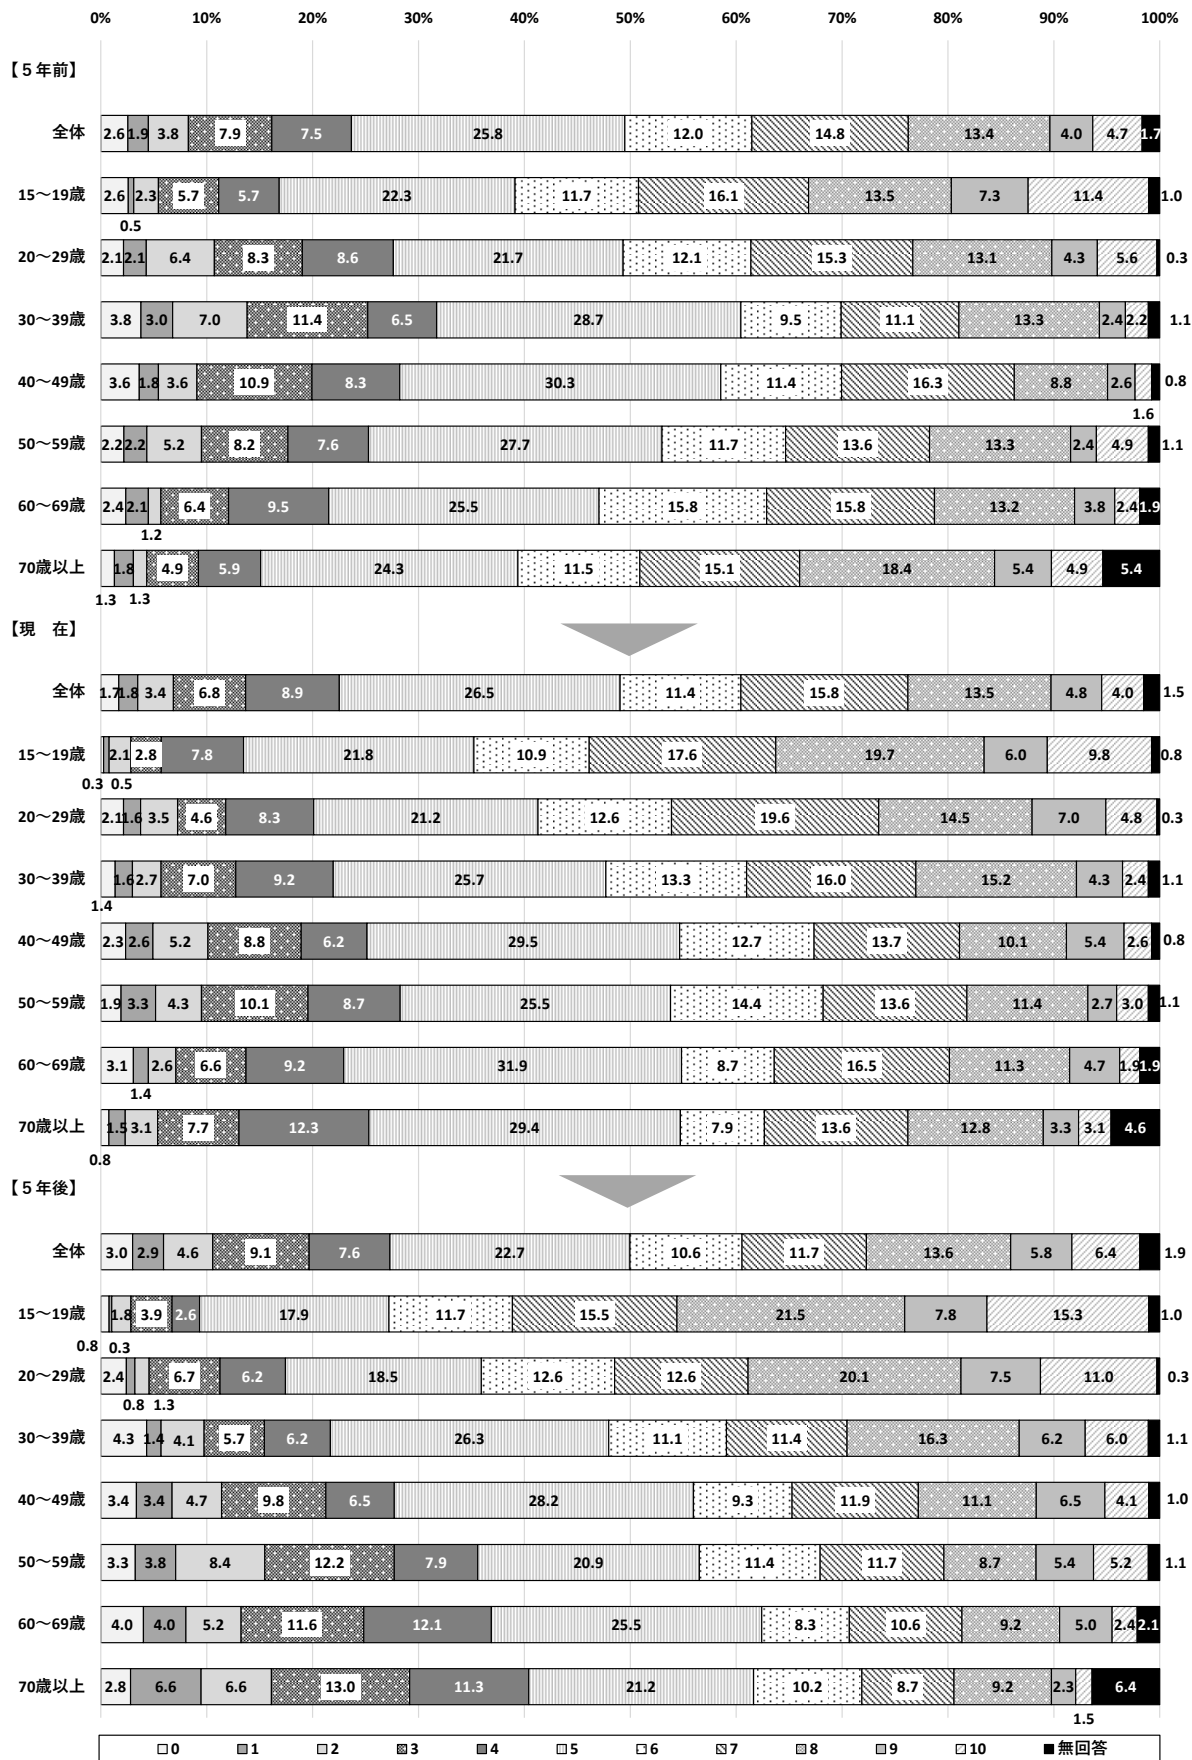 0% 10% 20% 30% 40% 50% 60% 70% 80% 90% 100%
【５年前】
全体 2.6 1.9 3.8 7.9 7.5 25.8 12.0 14.8 13.4 4.0 4.7 1.7
15～19歳 2.6 2.3 5.7 5.7 22.3 11.7 16.1 13.5 7.3 11.4 1.0
0.5
20～29歳 2.1 2.1 6.4 8.3 8.6 21.7 12.1 15.3 13.1 4.3 5.6 0.3
30～39歳 3.8 3.0 7.0 11.4 6.5 28.7 9.5 11.1 13.3 2.4 2.2 1.1
40～49歳 3.6 1.8 3.6 10.9 8.3 30.3 11.4 16.3 8.8 2.6 0.8
1.6
50～59歳 2.2 2.2 5.2 8.2 7.6 27.7 11.7 13.6 13.3 2.4 4.9 1.1
60～69歳 2.4 2.1 6.4 9.5 25.5 15.8 15.8 13.2 3.8 2.4 1.9
1.2
70歳以上 1.8 4.9 5.9 24.3 11.5 15.1 18.4 5.4 4.9 5.4
1.3 1.3
【現　在】
全体 1.7 1.8 3.4 6.8 8.9 26.5 11.4 15.8 13.5 4.8 4.0 1.5
15～19歳 2.1 2.8 7.8 21.8 10.9 17.6 19.7 6.0 9.8 0.8
0.3 0.5
20～29歳 2.1 1.6 3.5 4.6 8.3 21.2 12.6 19.6 14.5 7.0 4.8 0.3
30～39歳 1.6 2.7 7.0 9.2 25.7 13.3 16.0 15.2 4.3 2.4 1.1
1.4
40～49歳 2.3 2.6 5.2 8.8 6.2 29.5 12.7 13.7 10.1 5.4 2.6 0.8
50～59歳 1.9 3.3 4.3 10.1 8.7 25.5 14.4 13.6 11.4 2.7 3.0 1.1
60～69歳 3.1 2.6 6.6 9.2 31.9 8.7 16.5 11.3 4.7 1.9 1.9
1.4
70歳以上 1.5 3.1 7.7 12.3 29.4 7.9 13.6 12.8 3.3 3.1 4.6
0.8
【５年後】
全体 3.0 2.9 4.6 9.1 7.6 22.7 10.6 11.7 13.6 5.8 6.4 1.9
15～19歳 1.8 3.9 2.6 17.9 11.7 15.5 21.5 7.8 15.3 1.0
0.8 0.3
20～29歳 2.4 6.7 6.2 18.5 12.6 12.6 20.1 7.5 11.0 0.3
0.8 1.3
30～39歳 4.3 1.4 4.1 5.7 6.2 26.3 11.1 11.4 16.3 6.2 6.0 1.1
40～49歳 3.4 3.4 4.7 9.8 6.5 28.2 9.3 11.9 11.1 6.5 4.1 1.0
50～59歳 3.3 3.8 8.4 12.2 7.9 20.9 11.4 11.7 8.7 5.4 5.2 1.1
60～69歳 4.0 4.0 5.2 11.6 12.1 25.5 8.3 10.6 9.2 5.0 2.4 2.1
70歳以上 2.8 6.6 6.6 13.0 11.3 21.2 10.2 8.7 9.2 2.3 6.4
1.5
0 1 2 3 4 5 6 7 8 9 10 無回答